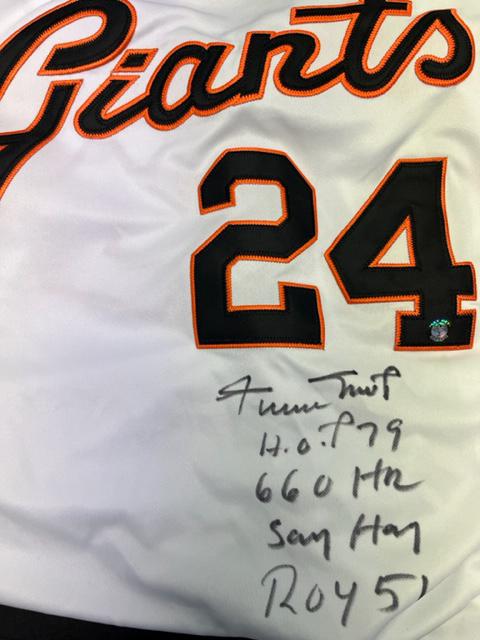 Giants
24
Willie Mays
H.O.F 79
660 HR
Say Hey
ROY 51